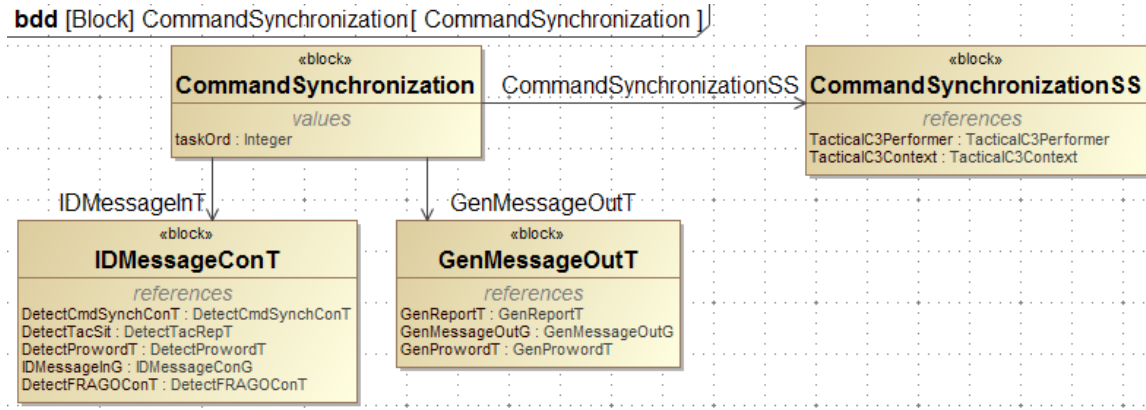 bdd [Block] CommandSynchronization[ CommandSynchronization ]
«block»
CommandSynchronization
values
taskOrd : Integer
CommandSynchronizationSS
«block»
CommandSynchronizationSS
references
TacticalC3Performer : TacticalC3Performer
TacticalC3Context : TacticalC3Context
IDMessageInT
«block»
IDMessageConT
references
DetectCmdSynchConT : DetectCmdSynchConT
DetectTacSit : DetectTacRepT
DetectProwordT : DetectProwordT
IDMessageInG : IDMessageConG
DetectFRAGOConT : DetectFRAGOConT
GenMessageOutT
«block»
GenMessageOutT
references
GenReportT : GenReportT
GenMessageOutG : GenMessageOutG
GenProwordT : GenProwordT